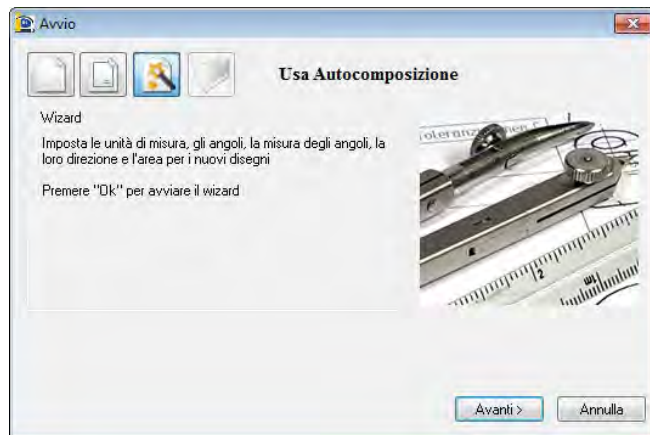 Avvio
Usa Autocomposizione
Wizard
Imposta le unità di misura, gli angoli, la misura degli angoli, la
loro direzione e l'area per i nuovi disegni
Premere "Ok" per avviare il wizard
2
Avanti >
Annulla